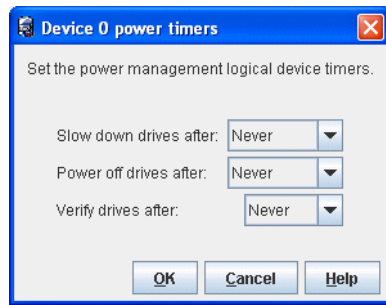 Device 0 power timers
Set the power management logical device timers.
Slow down drives after: Never
Power off drives after: Never
Verify drives after: Never
OK Cancel Help